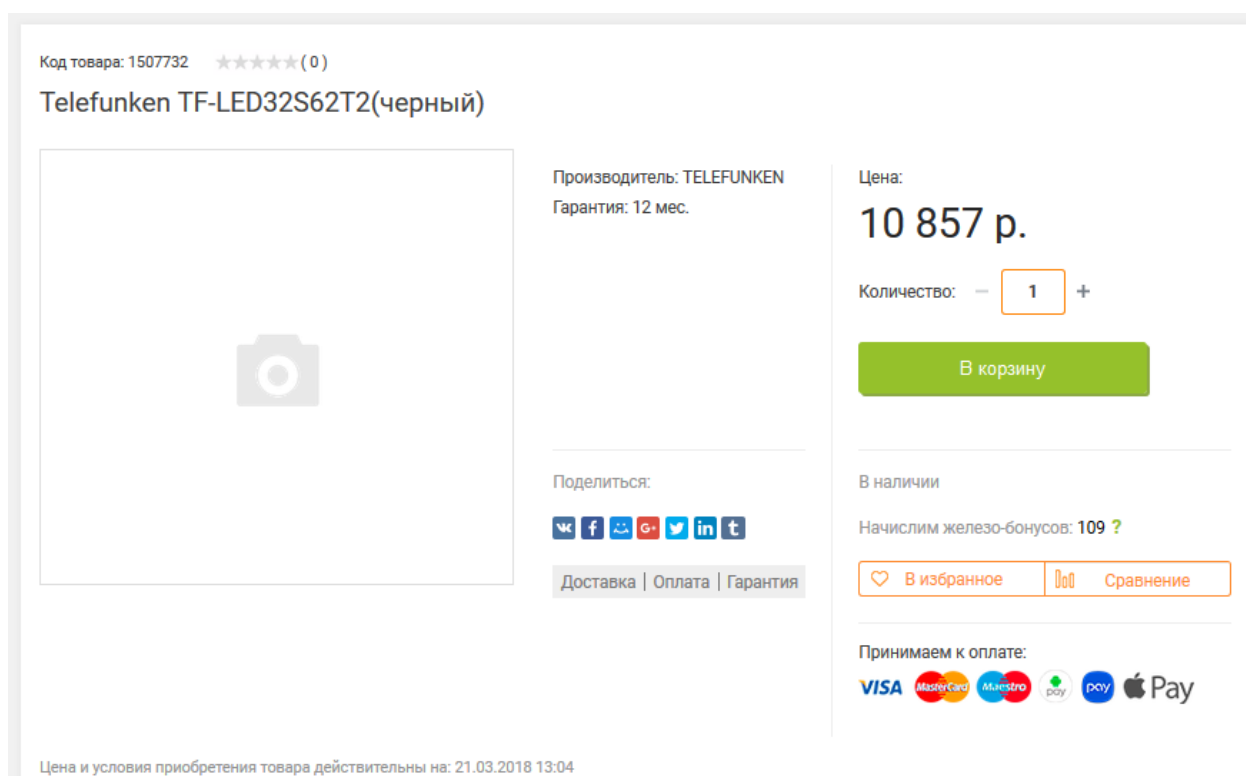 Код товара: 1507732 ( 0 )
Telefunken TF-LED32S62T2(черный)
Производитель: TELEFUNKEN
Гарантия: 12 мес.
Поделиться:
Доставка | Оплата | Гарантия
Цена:
10 857 р.
Количество: − 1 +
В корзину
В наличии
Начислим железо-бонусов: 109 ?
В избранное Сравнение
Принимаем к оплате:
VISA MasterCard Maestro pay pay Pay
Цена и условия приобретения товара действительны на: 21.03.2018 13:04